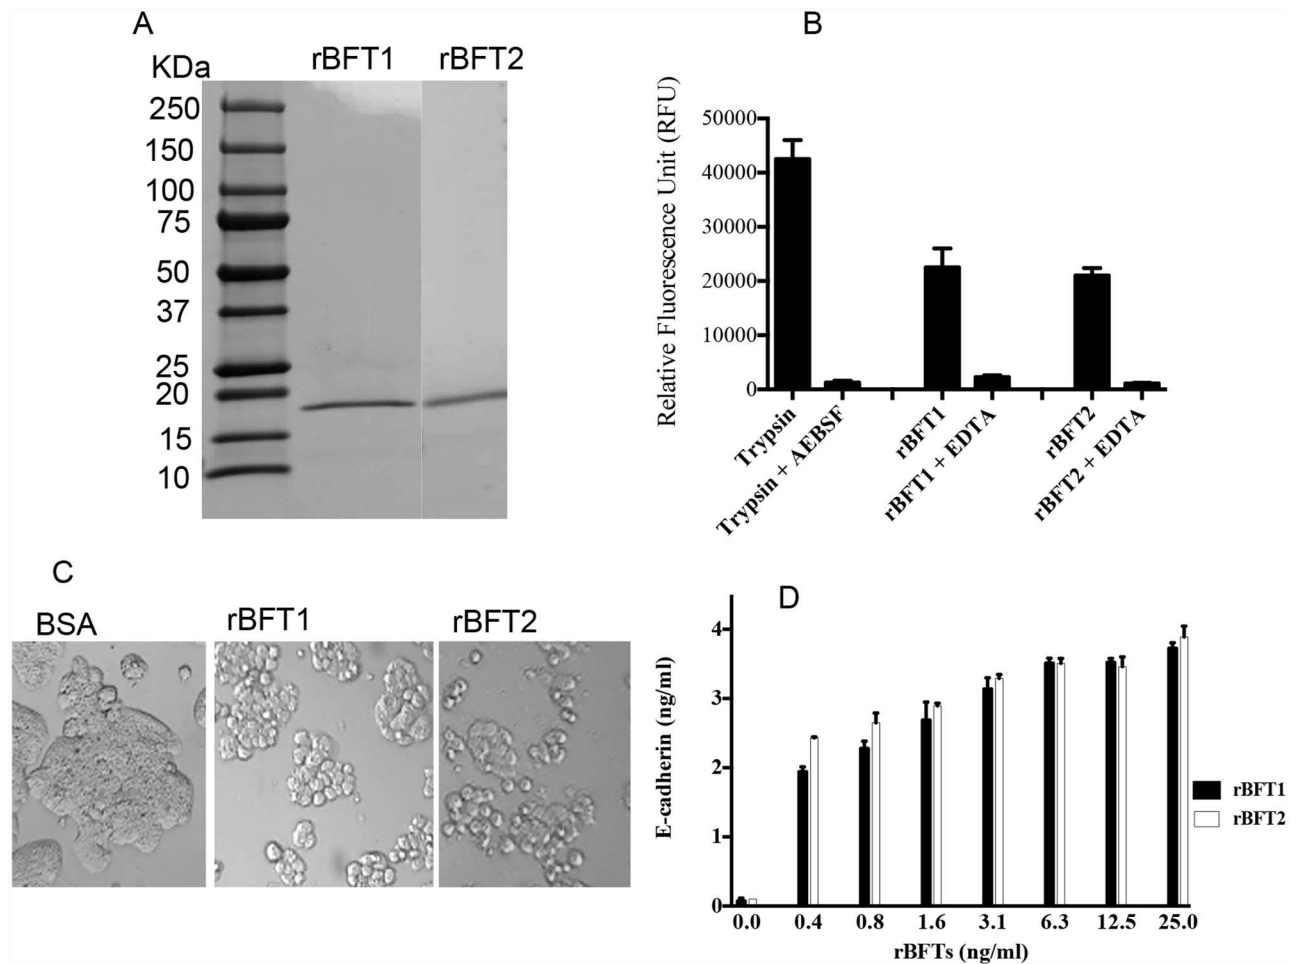 A
rBFT1 rBFT2
KDa
250
150
100
75
50
37
25
20
15
10
B
Relative Fluorescence Unit (RFU)
50000
40000
30000
20000
10000
0
Trypsin
Trypsin + AEBSF
rBFT1
rBFT1 + EDTA
rBFT2
rBFT2 + EDTA
C
BSA rBFT1 rBFT2
D
E-cadherin (ng/ml)
4
3
2
1
0
0.0 0.4 0.8 1.6 3.1 6.3 12.5 25.0
rBFTs (ng/ml)
rBFT1
rBFT2